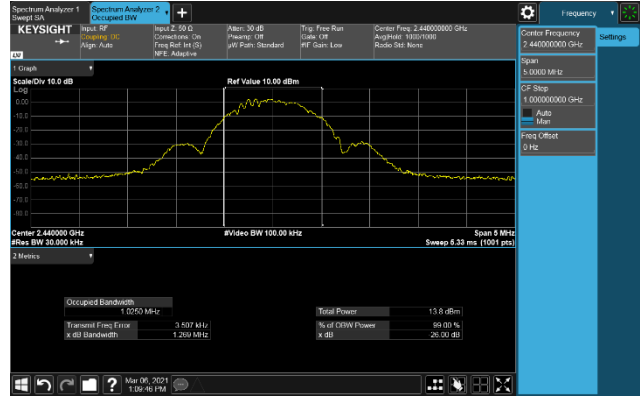 Spectrum Analyzer 1
Swept SA
Spectrum Analyzer 2
Occupied BW
Frequency
KEYSIGHT
Input: RF
Coupling: DC
Align: Auto
Input Z: 50 Ω
Corrections: On
Freq Ref: Int (S)
NFE: Adaptive
Atten: 30 dB
Preamp: Off
µW Path: Standard
Trig: Free Run
Gate: Off
#IF Gain: Low
Center Freq: 2.440000000 GHz
Avg|Hold: 1000/1000
Radio Std: None
Center Frequency
2.440000000 GHz
Settings
Span
5.0000 MHz
CF Step
1.000000000 GHz
Auto
Man
Freq Offset
0 Hz
1 Graph
Scale/Div 10.0 dB
Ref Value 10.00 dBm
Log
0.00
-10.0
-20.0
-30.0
-40.0
-50.0
-60.0
-70.0
-80.0
Center 2.440000 GHz
#Video BW 100.00 kHz
Span 5 MHz
#Res BW 30.000 kHz
Sweep 5.33 ms (1001 pts)
2 Metrics
Occupied Bandwidth
1.0250 MHz
Total Power
13.8 dBm
Transmit Freq Error
3.507 kHz
% of OBW Power
99.00 %
x dB Bandwidth
1.269 MHz
x dB
-26.00 dB
Mar 06, 2021
1:09:46 PM